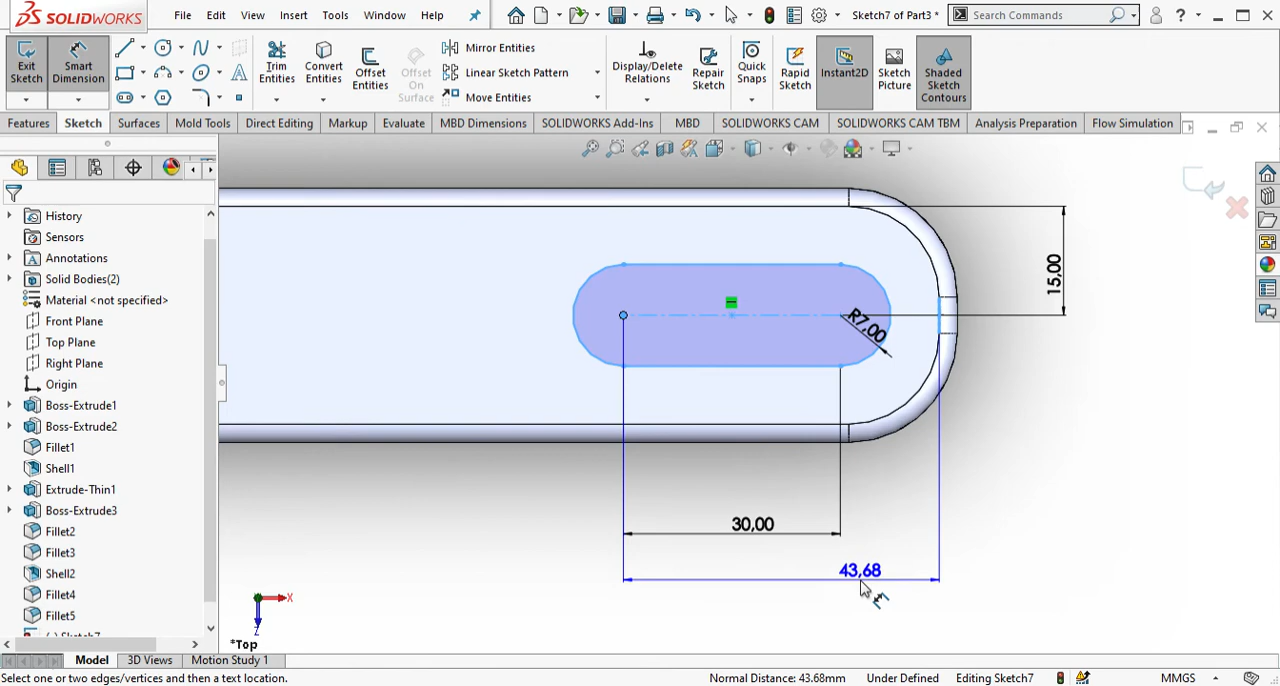 SOLIDWORKS
File Edit View Insert Tools Window Help
Sketch7 of Part3 *
Search Commands
Exit Sketch
Smart Dimension
Trim Entities
Convert Entities
Offset Entities
Offset On Surface
Mirror Entities
Linear Sketch Pattern
Move Entities
Display/Delete Relations
Repair Sketch
Quick Snaps
Rapid Sketch
Instant2D
Sketch Picture
Shaded Sketch Contours
Features Sketch Surfaces Mold Tools Direct Editing Markup Evaluate MBD Dimensions SOLIDWORKS Add-Ins MBD SOLIDWORKS CAM SOLIDWORKS CAM TBM Analysis Preparation Flow Simulation
History
Sensors
Annotations
Solid Bodies(2)
Material <not specified>
Front Plane
Top Plane
Right Plane
Origin
Boss-Extrude1
Boss-Extrude2
Fillet1
Shell1
Extrude-Thin1
Boss-Extrude3
Fillet2
Fillet3
Shell2
Fillet4
Fillet5
(-) Sketch7
15,00
R7,00
30,00
43,68
X
Z
*Top
Model 3D Views Motion Study 1
Select one or two edges/vertices and then a text location.
Normal Distance: 43.68mm Under Defined Editing Sketch7 MMGS